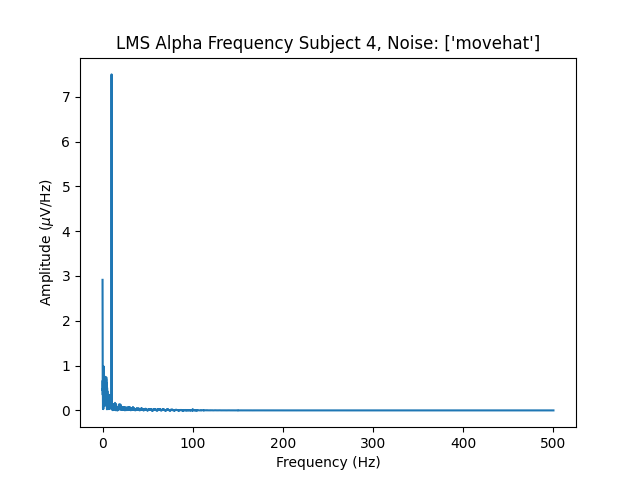 LMS Alpha Frequency Subject 4, Noise: ['movehat']
7
6
5
4
3
2
1
0
Amplitude (μV/Hz)
0 100 200 300 400 500
Frequency (Hz)